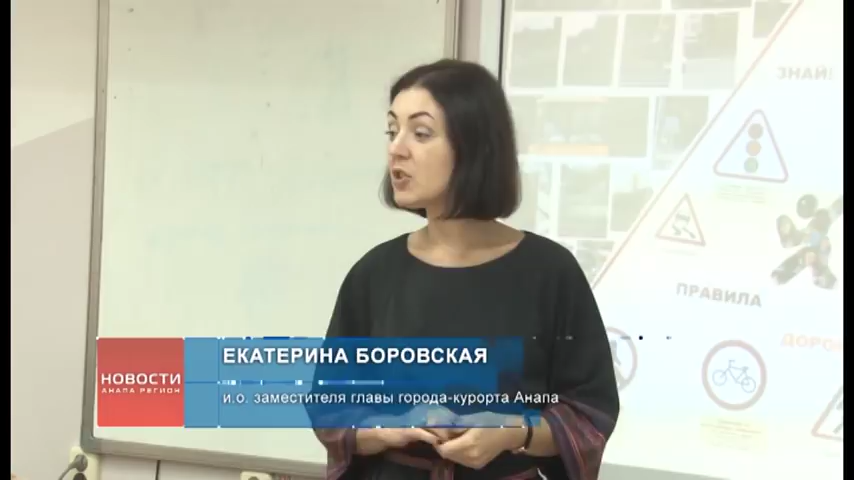 ЗНАЙ!
ПРАВИЛА
ДОРО
ЕКАТЕРИНА БОРОВСКАЯ
НОВОСТИ
АНАПА РЕГИОН
и.о. заместителя главы города-курорта Анапа